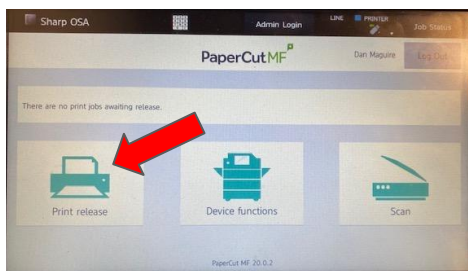 Sharp OSA
Admin Login
LINE
PRINTER
Job Status
PaperCut MF
Dan Maguire
Log Out
There are no print jobs awaiting release.
Print release
Device functions
Scan
PaperCut MF 20.0.2